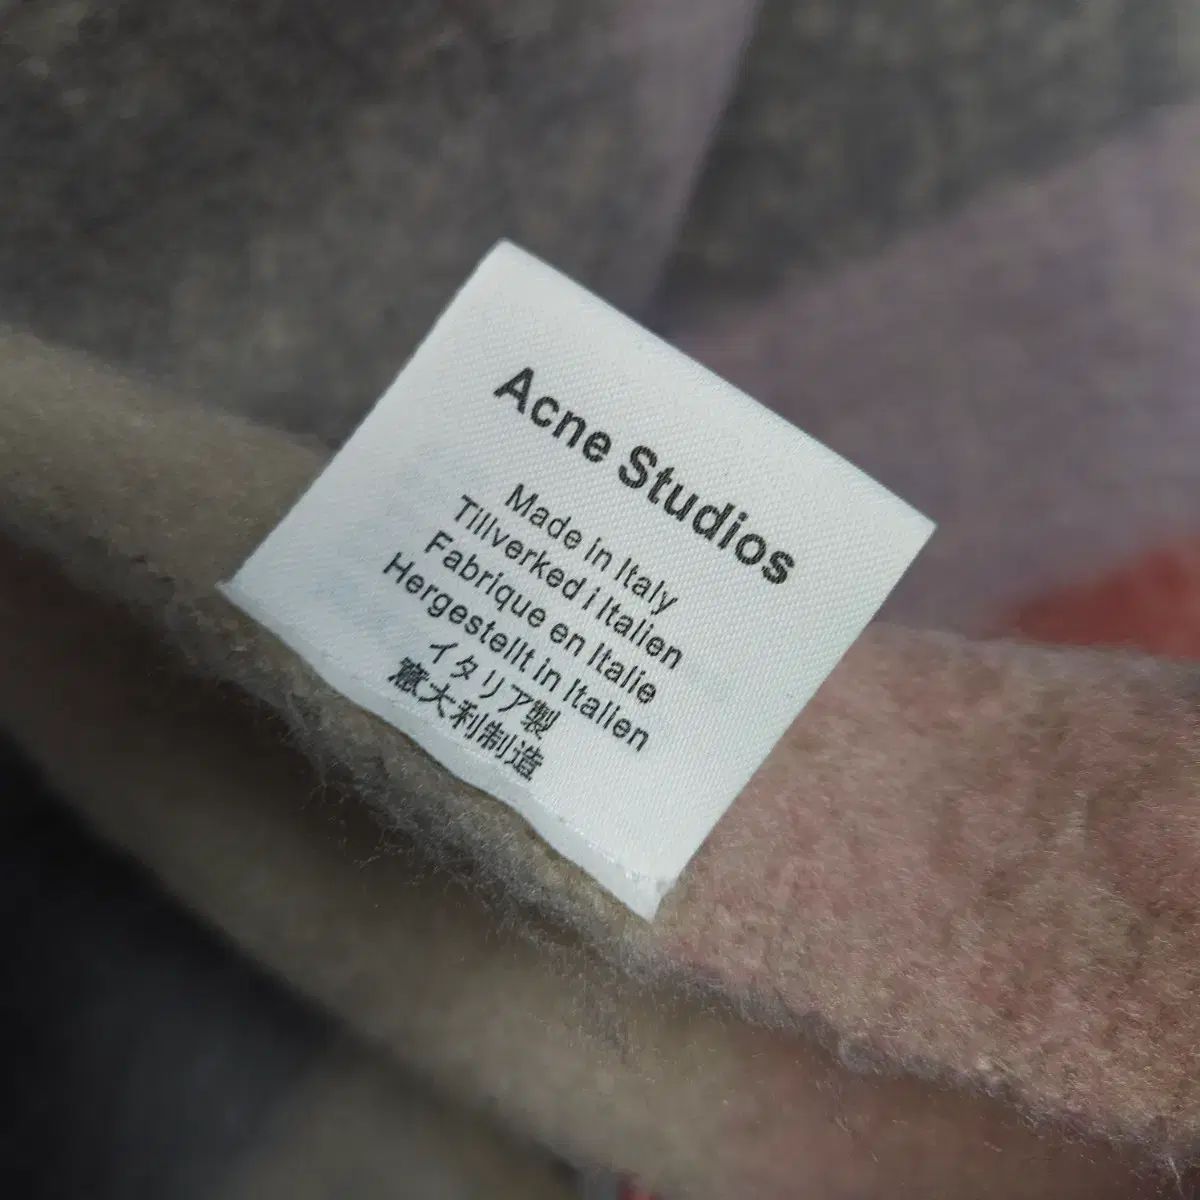 Acne Studios
Made in Italy
Tillverked i Italien
Fabrique en Italie
Hergestellt in Italien
イタリア製
意大利制造